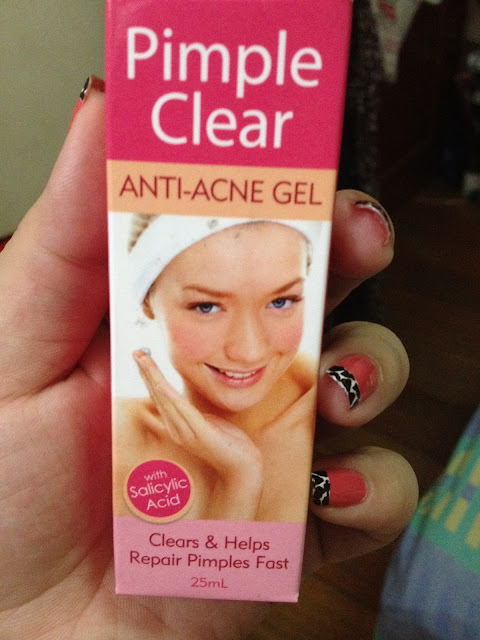 Pimple
Clear
ANTI-ACNE GEL
with
Salicylic
Acid
Clears & Helps
Repair Pimples Fast
25mL